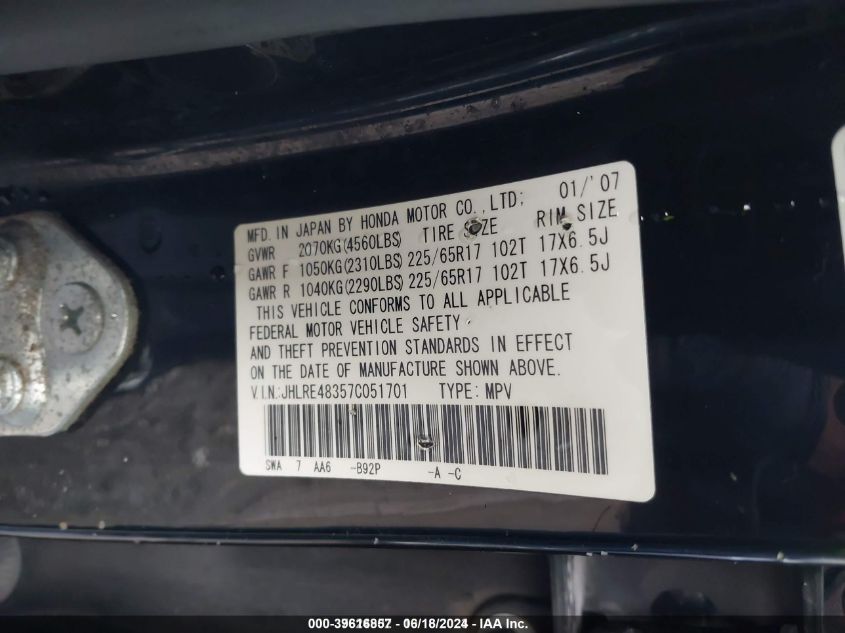 MFD. IN JAPAN BY HONDA MOTOR CO.,LTD: 01/'07
GVWR 2070KG(4560LBS) TIRE SIZE RIM SIZE
GAWR F 1050KG(2310LBS) 225/65R17 102T 17X6.5J
GAWR R 1040KG(2290LBS) 225/65R17 102T 17X6.5J
THIS VEHICLE CONFORMS TO ALL APPLICABLE
FEDERAL MOTOR VEHICLE SAFETY
AND THEFT PREVENTION STANDARDS IN EFFECT
ON THE DATE OF MANUFACTURE SHOWN ABOVE.
VIN:JHLRE48357C051701 TYPE: MPV
SWA 7 AA6 -B92P -A -C
06/18/2024 - IAA Inc.